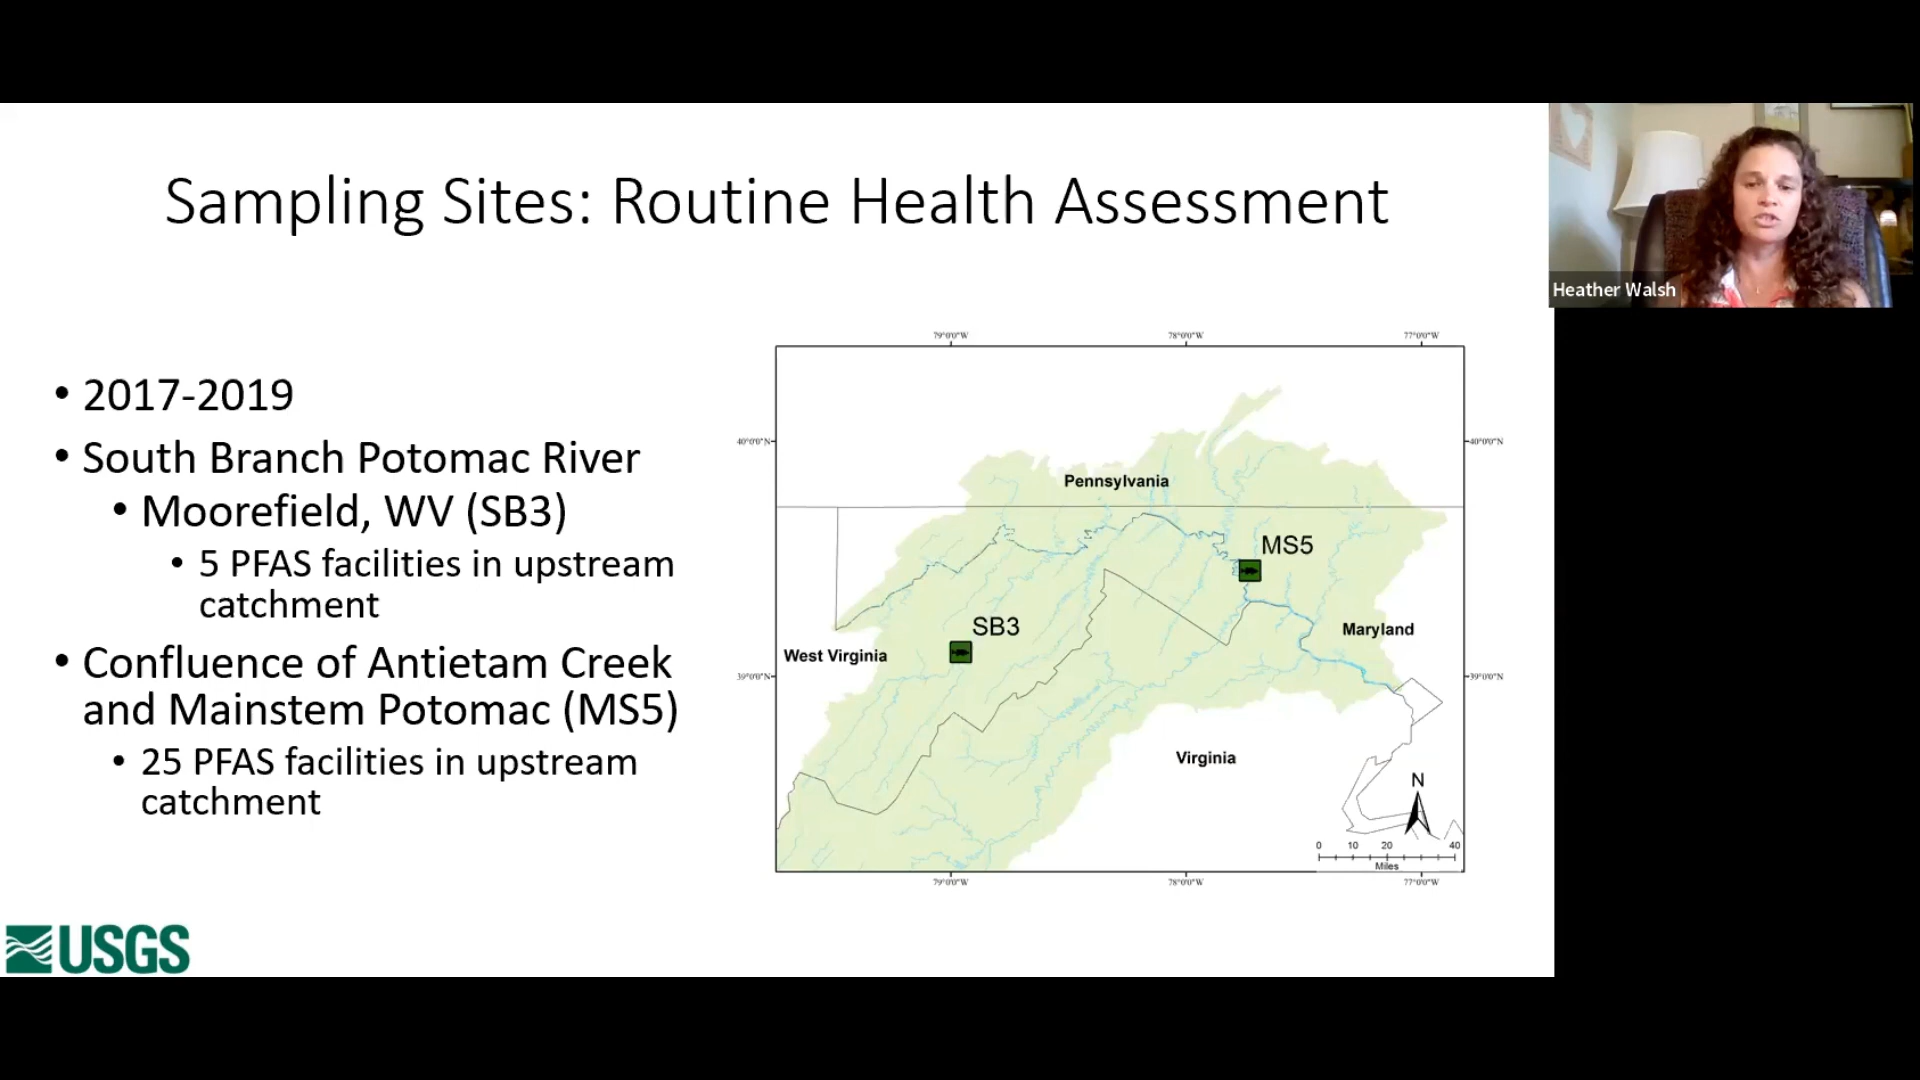 Sampling Sites: Routine Health Assessment
Heather Walsh
• 2017-2019
• South Branch Potomac River
• Moorefield, WV (SB3)
• 5 PFAS facilities in upstream
catchment
• Confluence of Antietam Creek
and Mainstem Potomac (MS5)
• 25 PFAS facilities in upstream
catchment
79°0'0"W 78°0'0"W 77°0'0"W
40°0'0"N 40°0'0"N
Pennsylvania
MS5
SB3
Maryland
West Virginia
39°0'0"N 39°0'0"N
Virginia
N
0 10 20 40
Miles
79°0'0"W 78°0'0"W 77°0'0"W
USGS